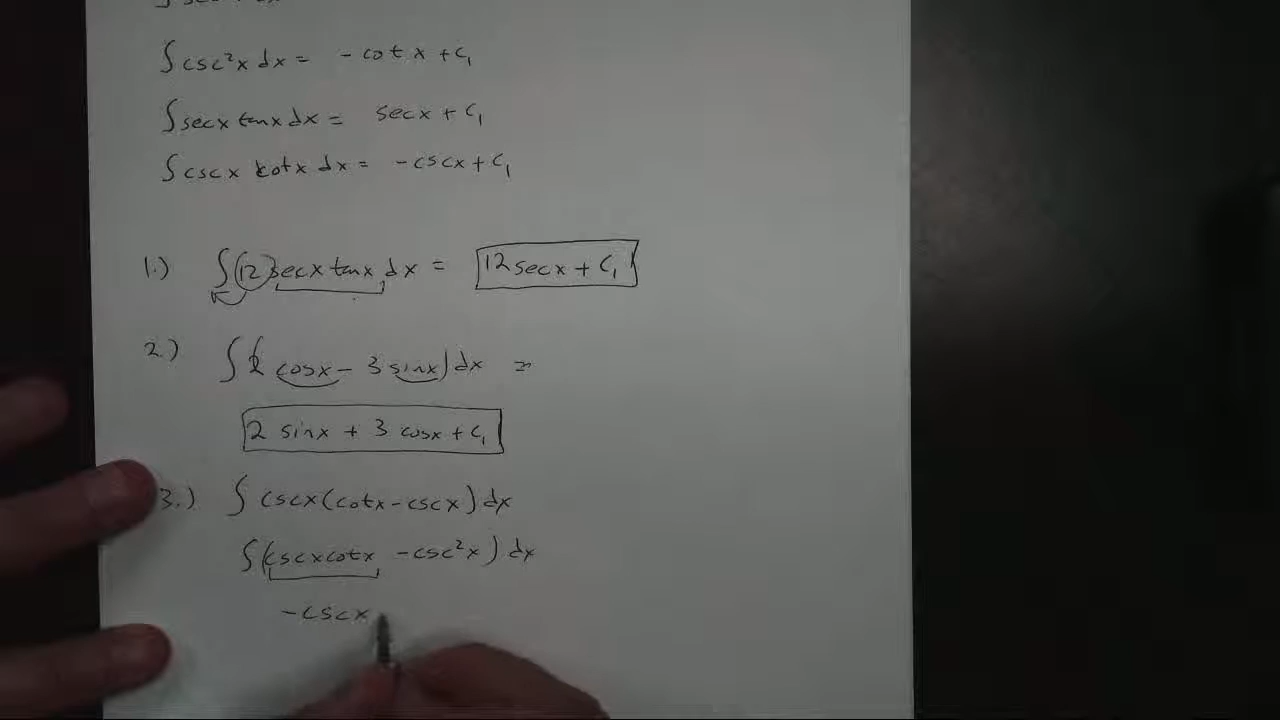 ∫csc²x dx = -cot x + C₁
∫secx tanx dx = secx + C₁
∫cscx cotx dx = -cscx + C₁
1.) ∫(12)secx tanx dx = 12secx + C₁
2.) ∫(2 cosx - 3 sinx)dx =
2 sinx + 3 cosx + C₁
3.) ∫ cscx(cotx - cscx)dx
∫(cscxcotx - csc²x) dx
-cscx